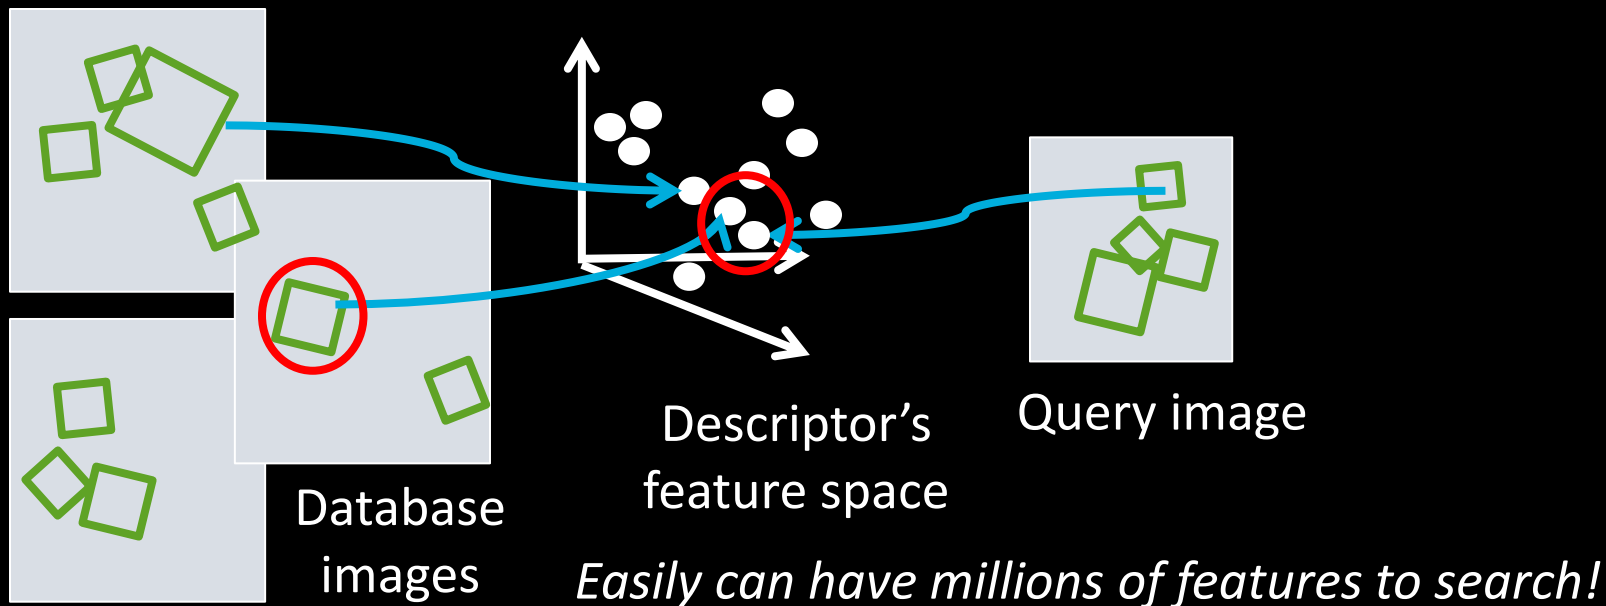 Database
images
Descriptor’s
feature space
Query image
Easily can have millions of features to search!